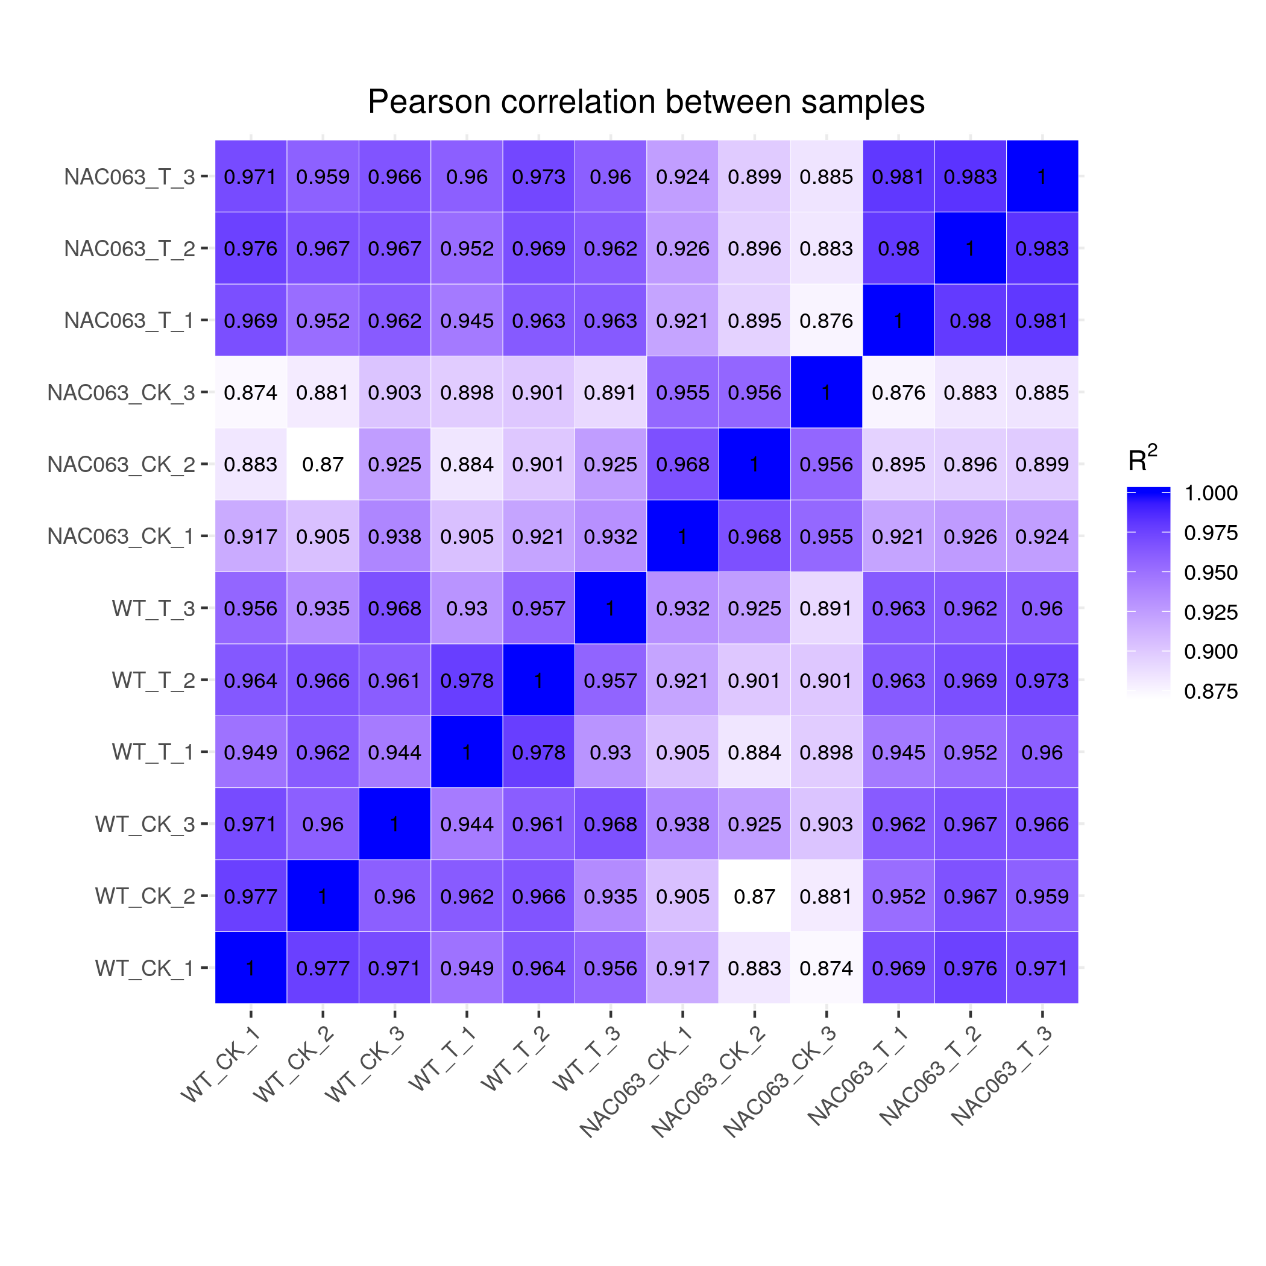 Pearson correlation between samples
NAC063_T_3 0.971 0.959 0.966 0.96 0.973 0.96 0.924 0.899 0.885 0.981 0.983 1
NAC063_T_2 0.976 0.967 0.967 0.952 0.969 0.962 0.926 0.896 0.883 0.98 1 0.983
NAC063_T_1 0.969 0.952 0.962 0.945 0.963 0.963 0.921 0.895 0.876 1 0.98 0.981
NAC063_CK_3 0.874 0.881 0.903 0.898 0.901 0.891 0.955 0.956 1 0.876 0.883 0.885
NAC063_CK_2 0.883 0.87 0.925 0.884 0.901 0.925 0.968 1 0.956 0.895 0.896 0.899
NAC063_CK_1 0.917 0.905 0.938 0.905 0.921 0.932 1 0.968 0.955 0.921 0.926 0.924
WT_T_3 0.956 0.935 0.968 0.93 0.957 1 0.932 0.925 0.891 0.963 0.962 0.96
WT_T_2 0.964 0.966 0.961 0.978 1 0.957 0.921 0.901 0.901 0.963 0.969 0.973
WT_T_1 0.949 0.962 0.944 1 0.978 0.93 0.905 0.884 0.898 0.945 0.952 0.96
WT_CK_3 0.971 0.96 1 0.944 0.961 0.968 0.938 0.925 0.903 0.962 0.967 0.966
WT_CK_2 0.977 1 0.96 0.962 0.966 0.935 0.905 0.87 0.881 0.952 0.967 0.959
WT_CK_1 1 0.977 0.971 0.949 0.964 0.956 0.917 0.883 0.874 0.969 0.976 0.971
WT_CK_1 WT_CK_2 WT_CK_3 WT_T_1 WT_T_2 WT_T_3 NAC063_CK_1 NAC063_CK_2 NAC063_CK_3 NAC063_T_1 NAC063_T_2 NAC063_T_3
R²
1.000
0.975
0.950
0.925
0.900
0.875